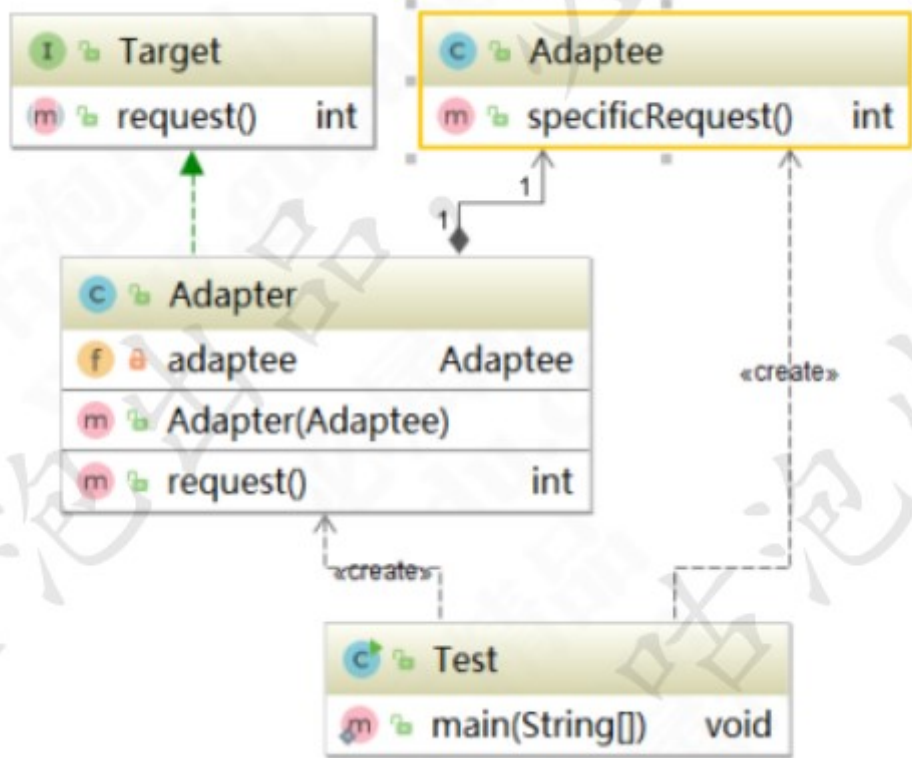 Target
request() int
Adaptee
specificRequest() int
1
1
Adapter
adaptee Adaptee
Adapter(Adaptee)
request() int
«create»
«create»
Test
main(String[]) void